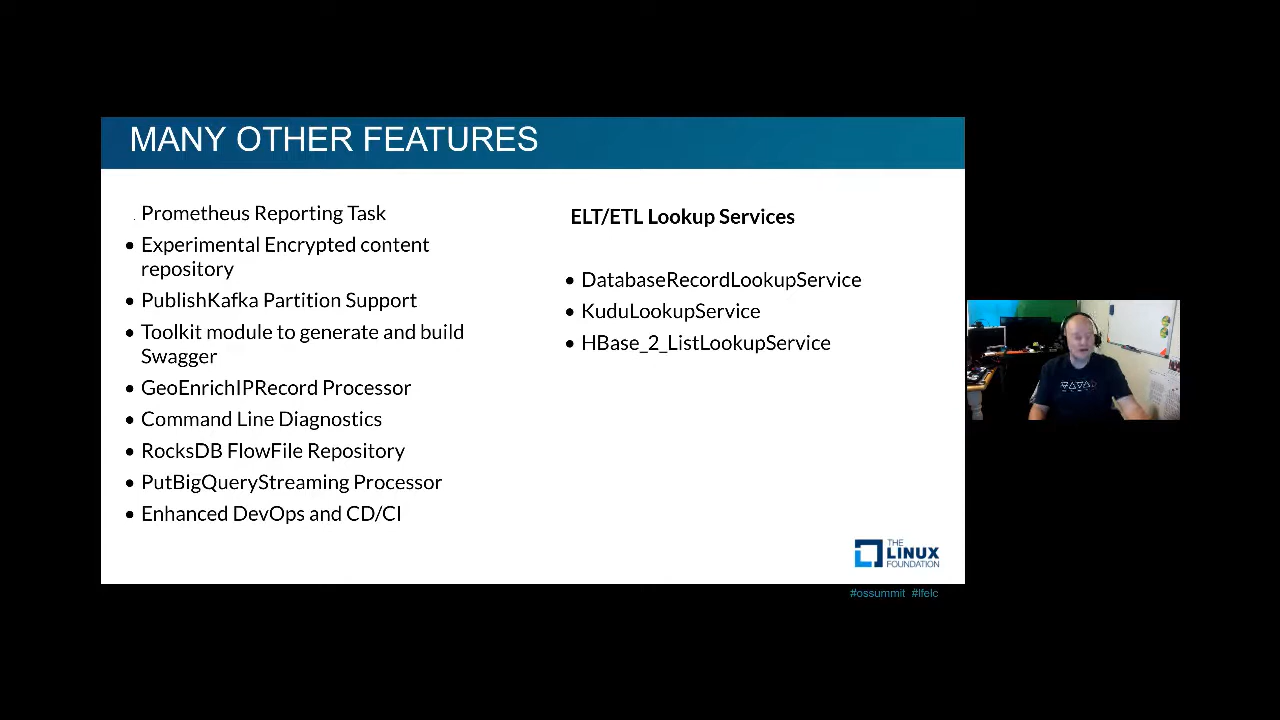 MANY OTHER FEATURES
. Prometheus Reporting Task
• Experimental Encrypted content
repository
• PublishKafka Partition Support
• Toolkit module to generate and build
Swagger
• GeoEnrichIPRecord Processor
• Command Line Diagnostics
• RocksDB FlowFile Repository
• PutBigQueryStreaming Processor
• Enhanced DevOps and CD/CI
ELT/ETL Lookup Services
• DatabaseRecordLookupService
• KuduLookupService
• HBase_2_ListLookupService
THE
LINUX
FOUNDATION
#ossummit #lfelc